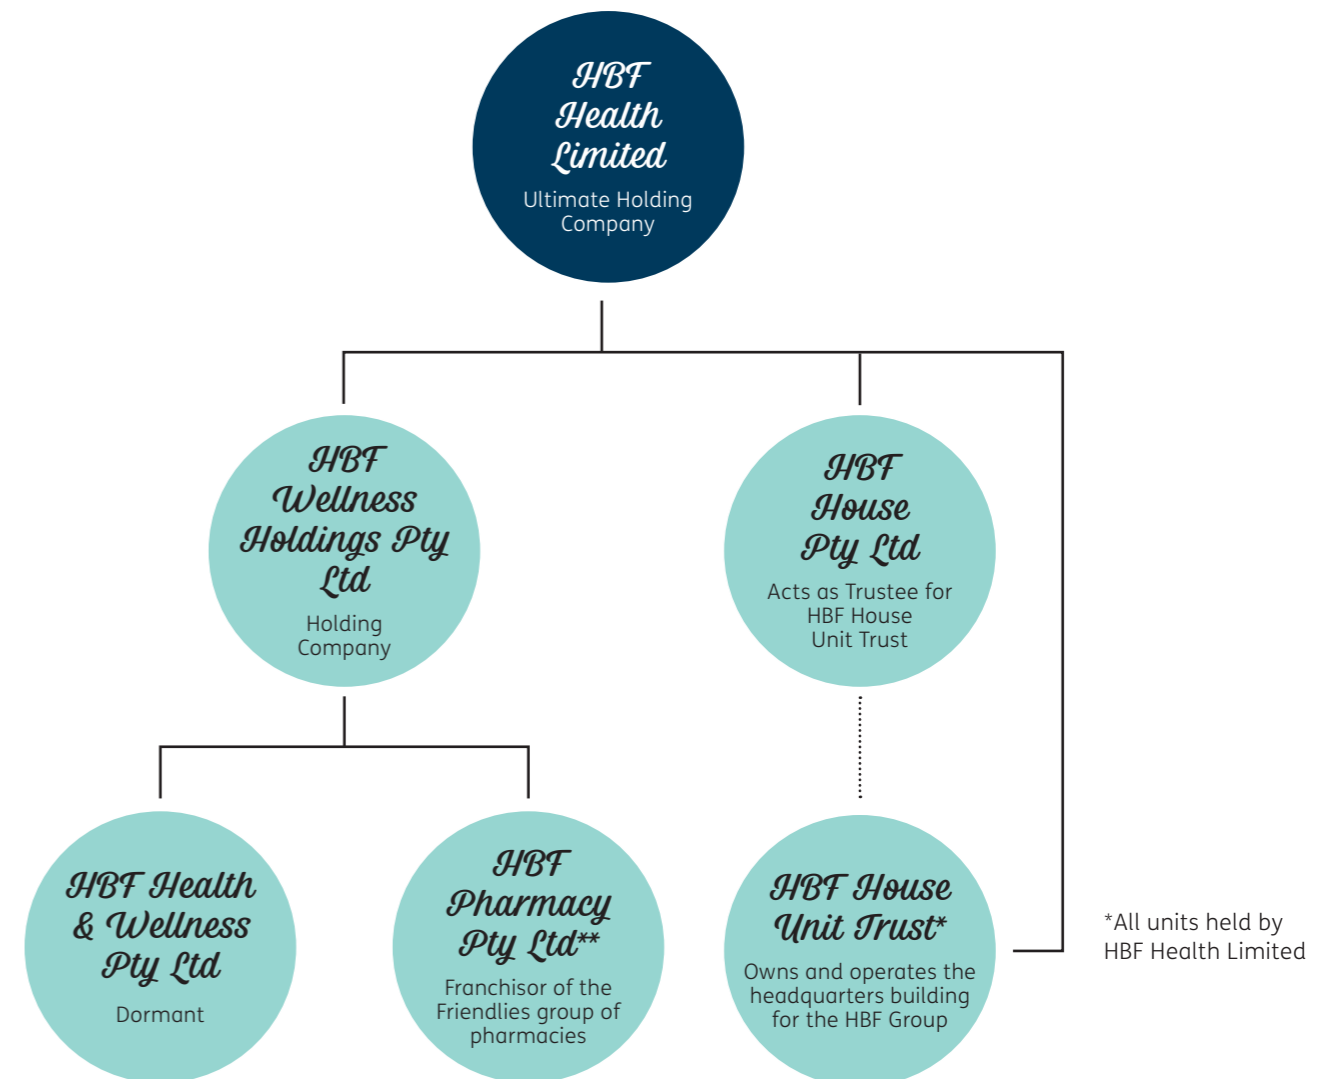 HBF
Health
Limited
Ultimate Holding
Company
HBF
Wellness
Holdings Pty
Ltd
Holding
Company
HBF
House
Pty Ltd
Acts as Trustee for
HBF House
Unit Trust
HBF Health
& Wellness
Pty Ltd
Dormant
HBF
Pharmacy
Pty Ltd**
Franchisor of the
Friendlies group of
pharmacies
HBF House
Unit Trust*
Owns and operates the
headquarters building
for the HBF Group
*All units held by
HBF Health Limited